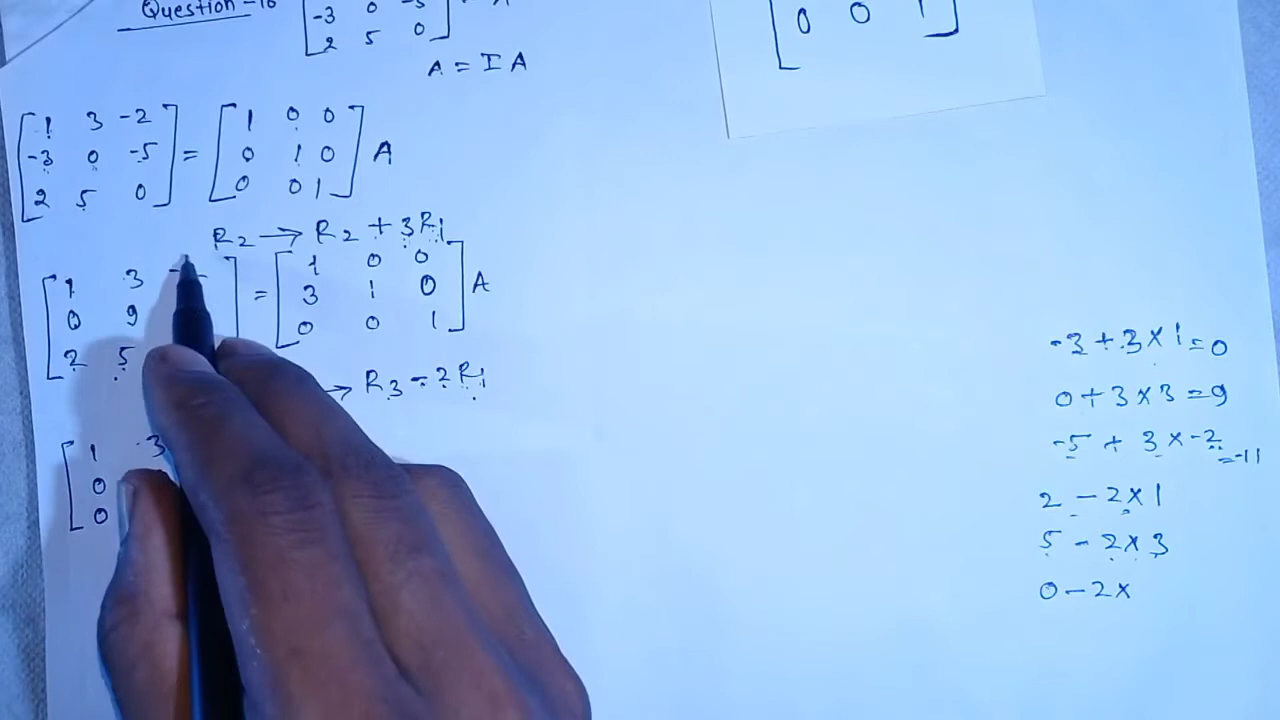 Question -16
-3 0 -5
2 5 0
A = I A
0 0 1
1 3 -2 = 1 0 0
-3 0 -5 0 1 0 A
2 5 0 0 0 1
R2 → R2 + 3R1
1 3 = 1 0 0
0 9 3 1 0 A
2 5 0 0 1
→ R3 - 2R1
1 3
0
0
-3 + 3 × 1 = 0
0 + 3 × 3 = 9
-5 + 3 × -2 = -11
2 - 2 × 1
5 - 2 × 3
0 - 2 ×